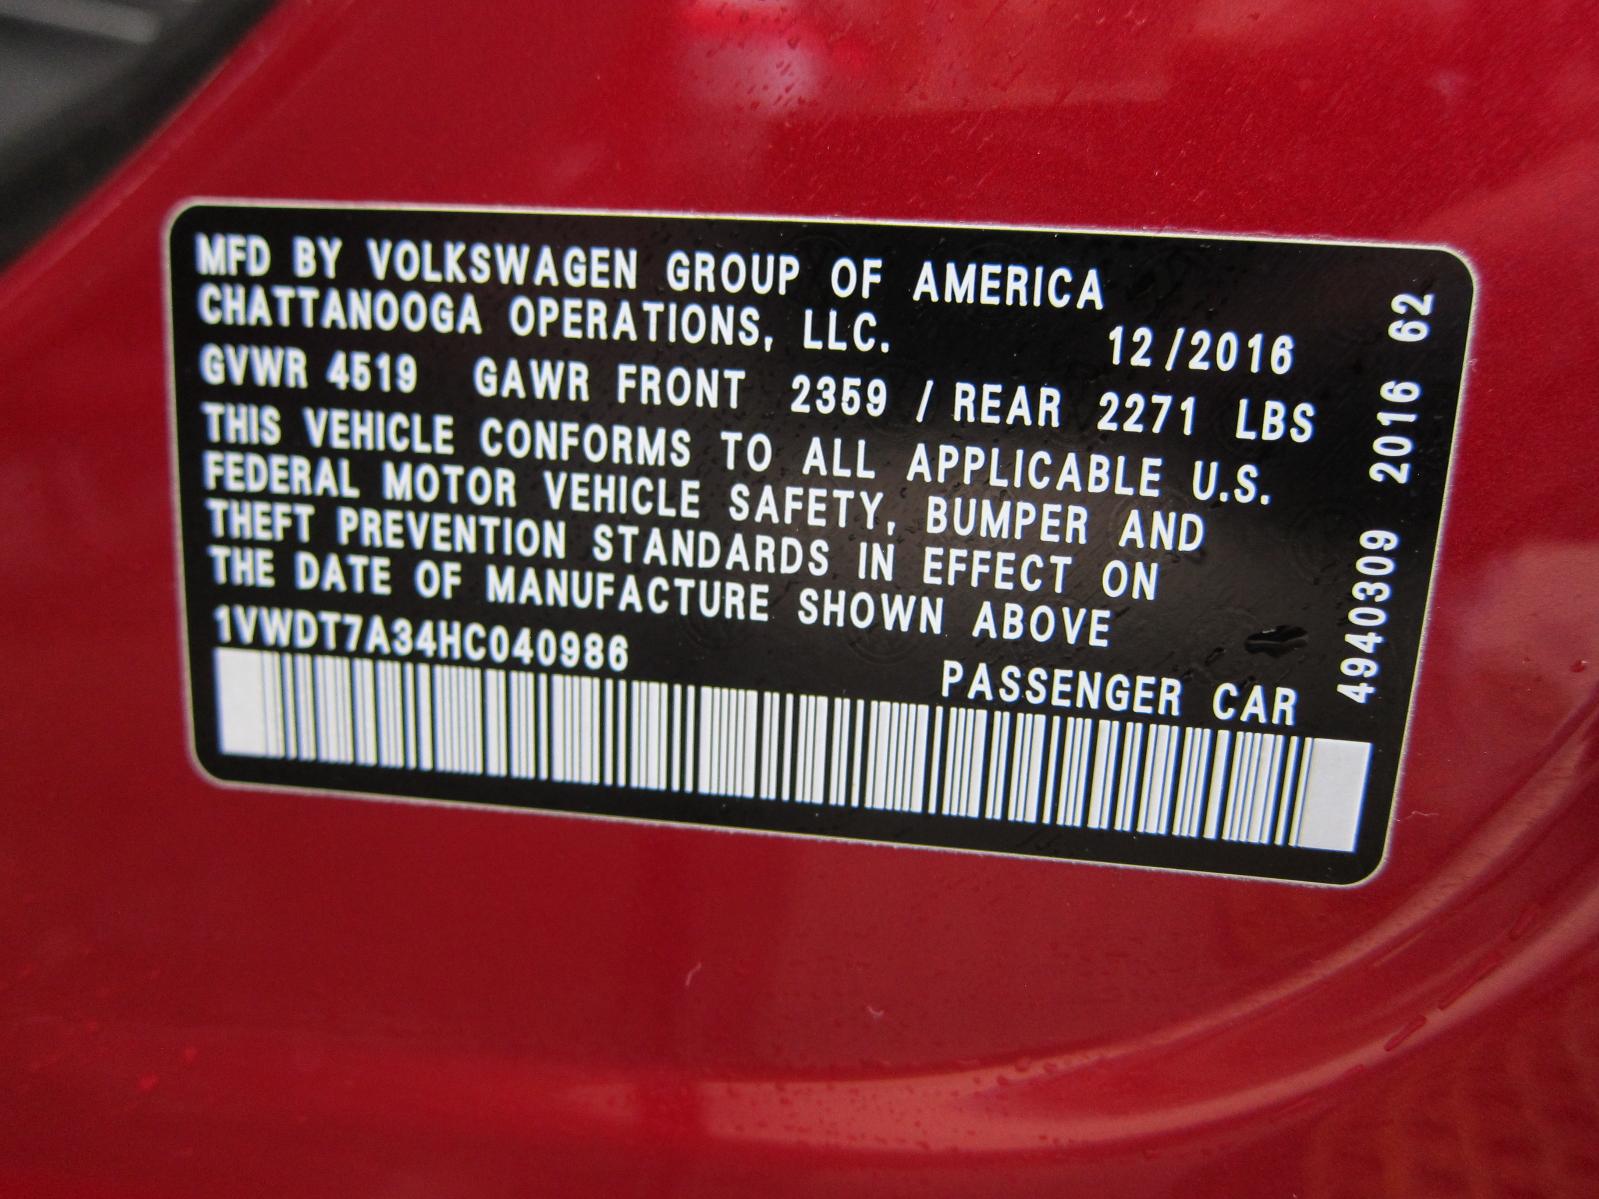 MFD BY VOLKSWAGEN GROUP OF AMERICA
CHATTANOOGA OPERATIONS, LLC. 12/2016
GVWR 4519 GAWR FRONT 2359 / REAR 2271 LBS
THIS VEHICLE CONFORMS TO ALL APPLICABLE U.S.
FEDERAL MOTOR VEHICLE SAFETY, BUMPER AND
THEFT PREVENTION STANDARDS IN EFFECT ON
THE DATE OF MANUFACTURE SHOWN ABOVE
1VWDT7A34HC040986
PASSENGER CAR
4940309 2016 62